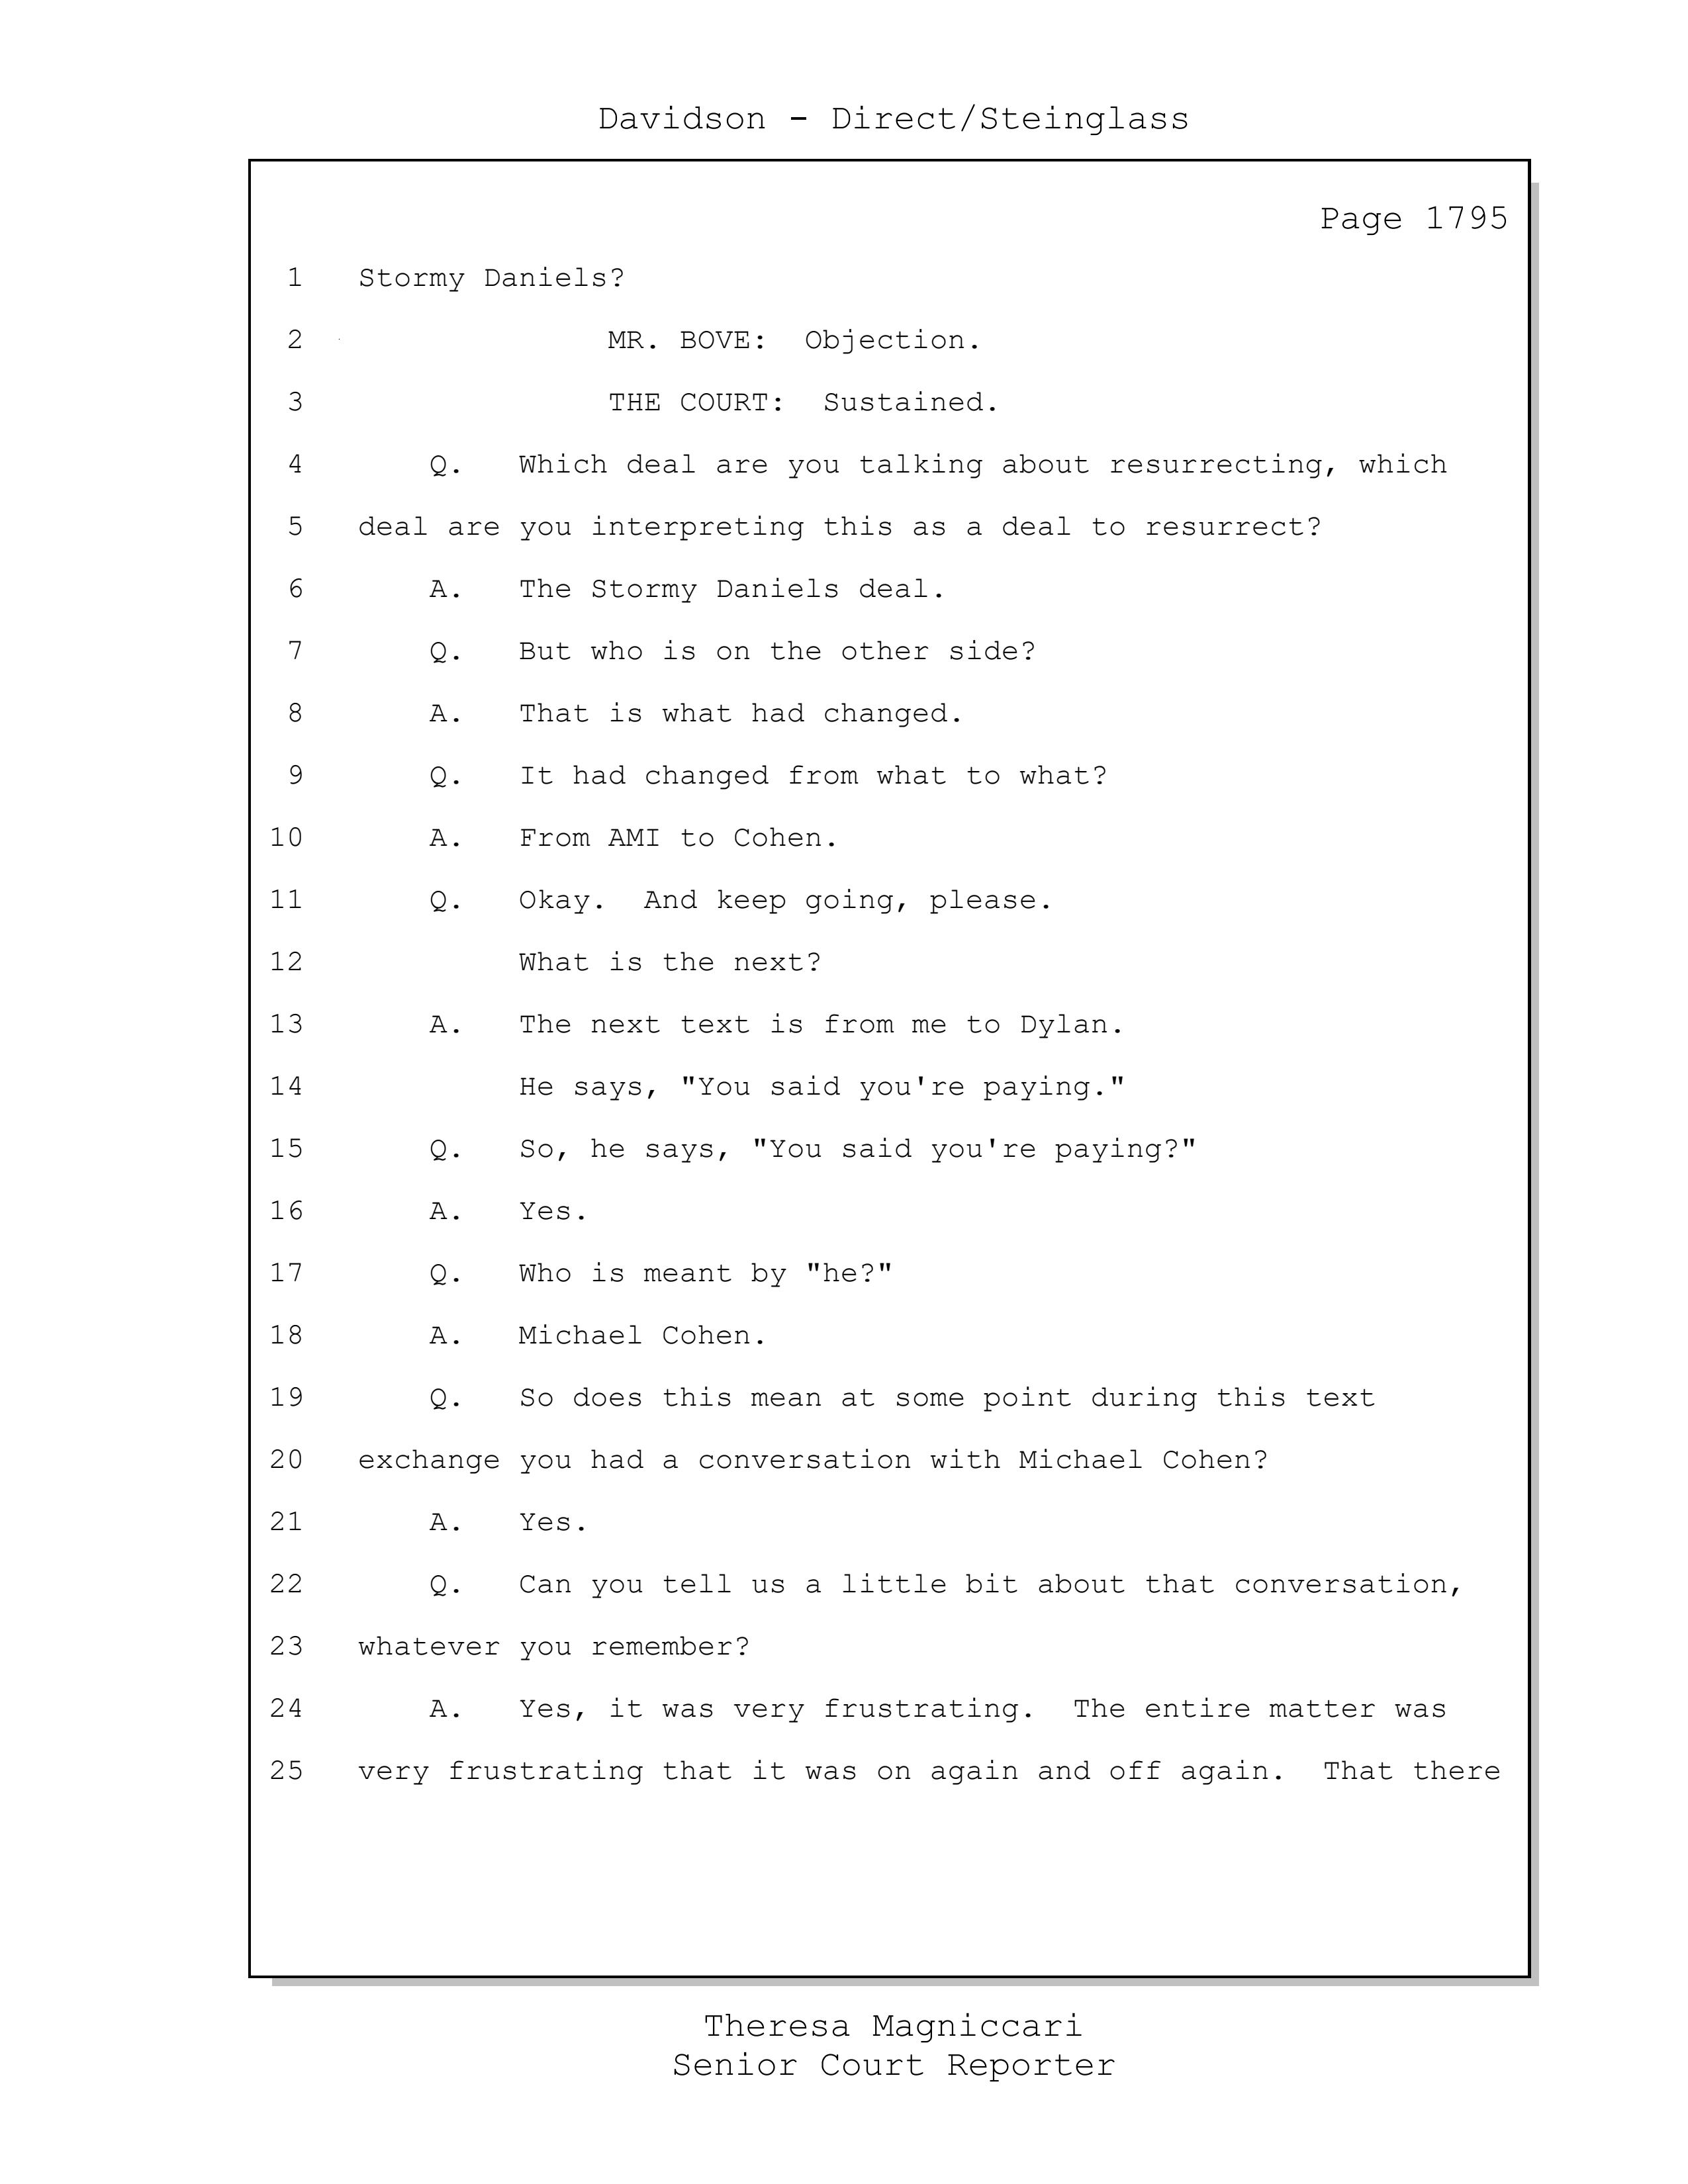 Davidson - Direct/Steinglass
Page 1795
1 Stormy Daniels?
2 MR. BOVE: Objection.
3 THE COURT: Sustained.
4 Q. Which deal are you talking about resurrecting, which
5 deal are you interpreting this as a deal to resurrect?
6 A. The Stormy Daniels deal.
7 Q. But who is on the other side?
8 A. That is what had changed.
9 Q. It had changed from what to what?
10 A. From AMI to Cohen.
11 Q. Okay. And keep going, please.
12 What is the next?
13 A. The next text is from me to Dylan.
14 He says, "You said you're paying."
15 Q. So, he says, "You said you're paying?"
16 A. Yes.
17 Q. Who is meant by "he?"
18 A. Michael Cohen.
19 Q. So does this mean at some point during this text
20 exchange you had a conversation with Michael Cohen?
21 A. Yes.
22 Q. Can you tell us a little bit about that conversation,
23 whatever you remember?
24 A. Yes, it was very frustrating. The entire matter was
25 very frustrating that it was on again and off again. That there
Theresa Magniccari
Senior Court Reporter